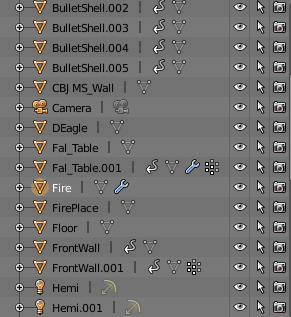 BulletShell.002
BulletShell.003
BulletShell.004
BulletShell.005
CBJ MS_Wall
Camera
DEagle
Fal_Table
Fal_Table.001
Fire
FirePlace
Floor
FrontWall
FrontWall.001
Hemi
Hemi.001